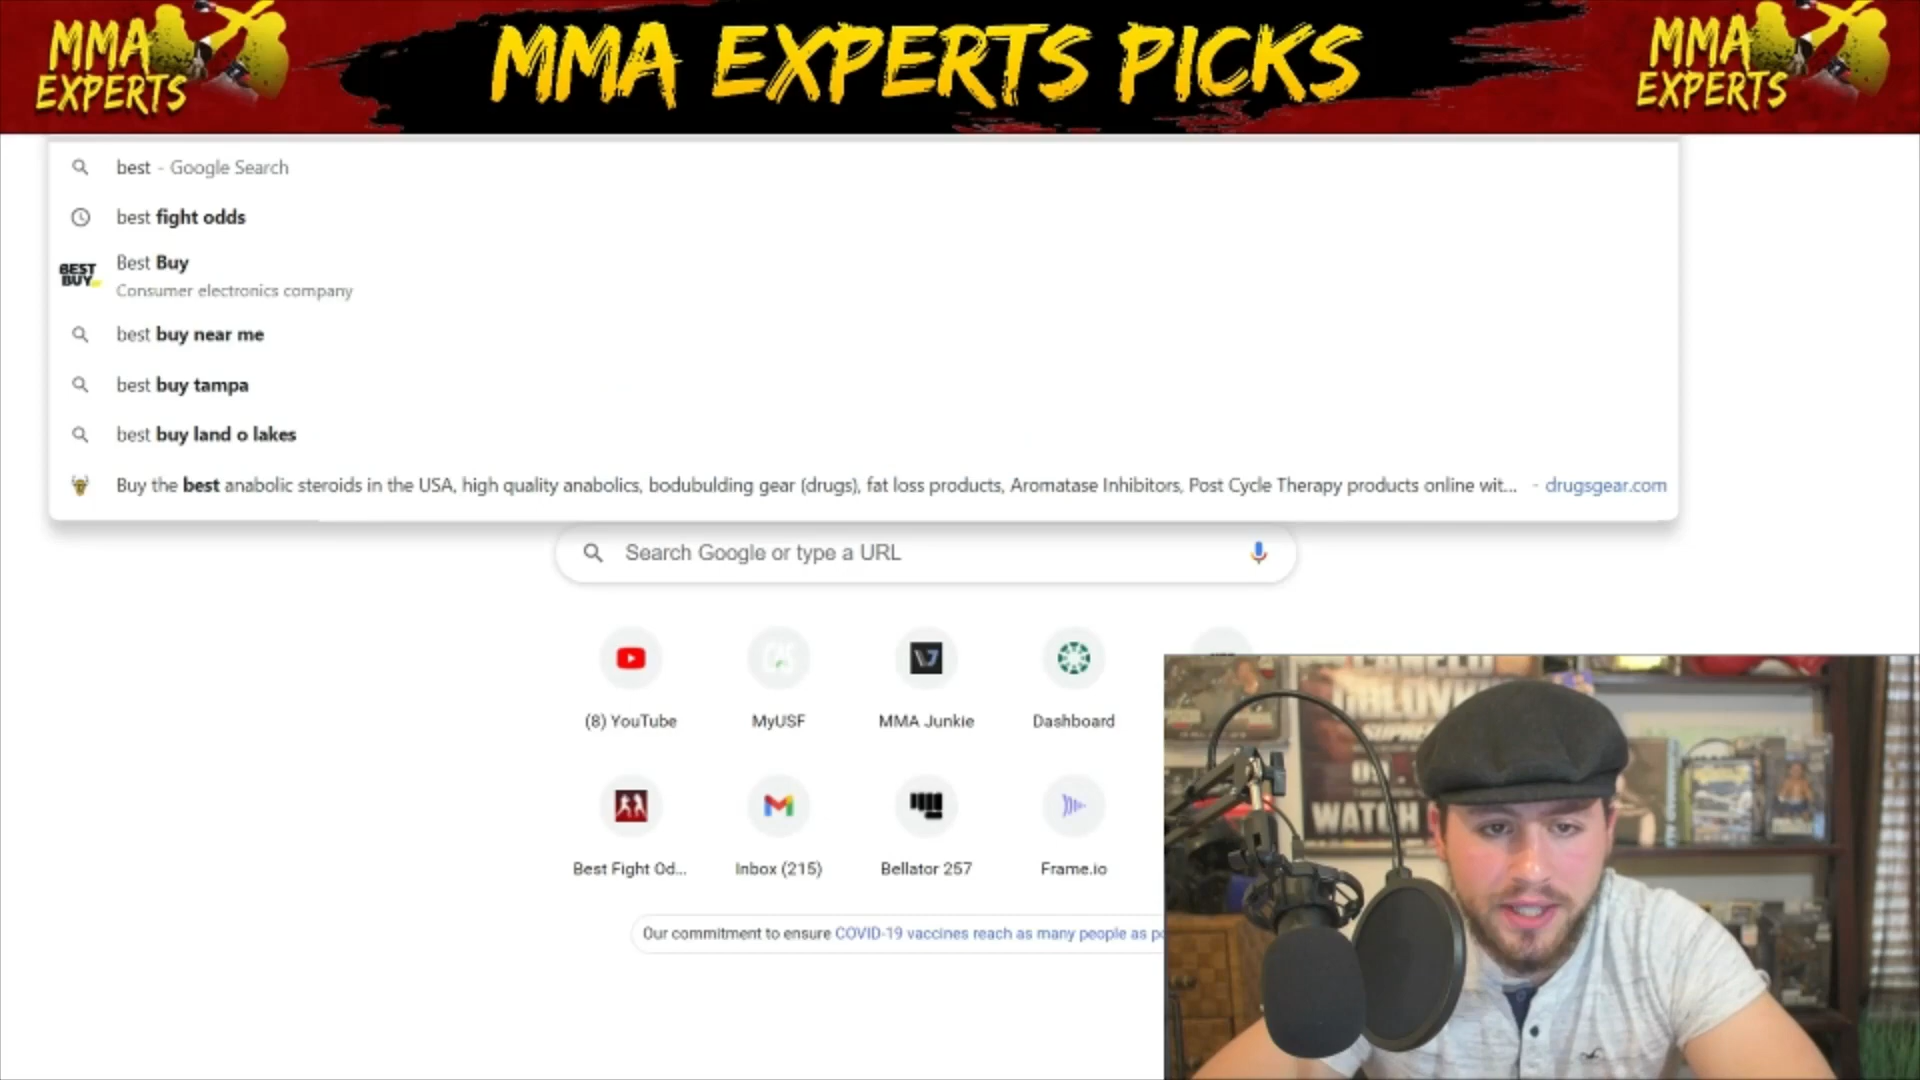 MMA
EXPERTS
MMA EXPERTS PICKS
MMA
EXPERTS
best - Google Search
best fight odds
BEST
BUY
Best Buy
Consumer electronics company
best buy near me
best buy tampa
best buy land o lakes
Buy the best anabolic steroids in the USA, high quality anabolics, bodubulding gear (drugs), fat loss products, Aromatase Inhibitors, Post Cycle Therapy products online wit... - drugsgear.com
Search Google or type a URL
(8) YouTube
MyUSF
MMA Junkie
Dashboard
Best Fight Od...
Inbox (215)
Bellator 257
Frame.io
Our commitment to ensure COVID-19 vaccines reach as many people as
WATCH